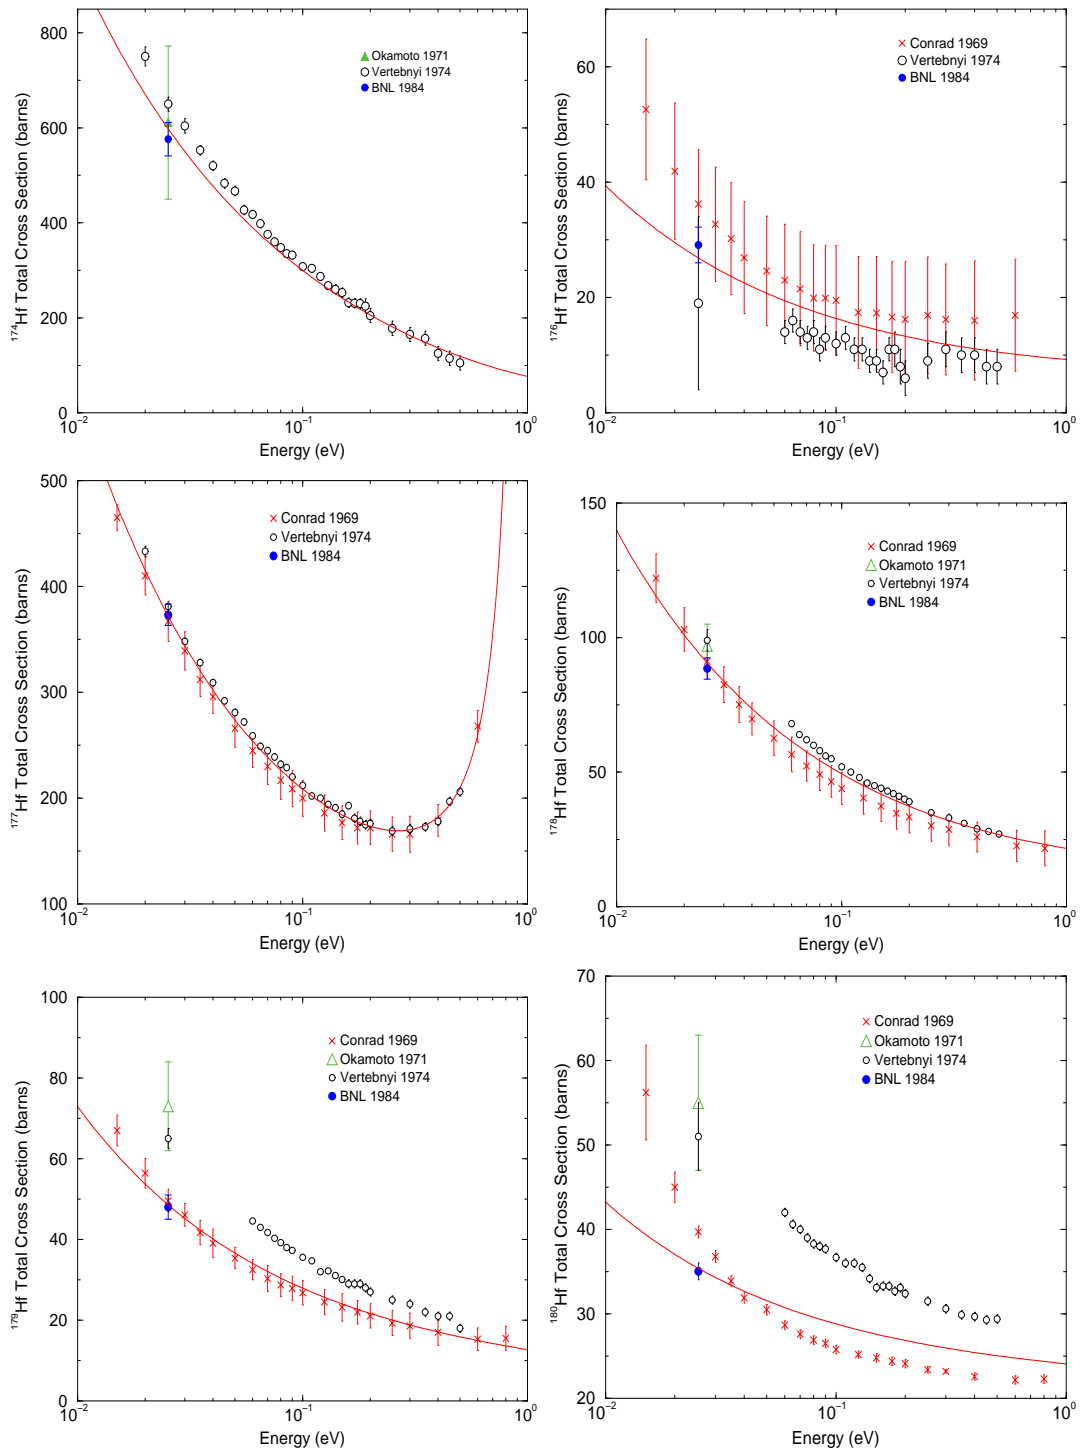 800
600
400
200
0
10⁻²
10⁻¹
10⁰
Energy (eV)
¹⁷⁴Hf Total Cross Section (barns)
Okamoto 1971
Vertebnyi 1974
BNL 1984
60
40
20
0
10⁻²
10⁻¹
10⁰
Energy (eV)
¹⁷⁶Hf Total Cross Section (barns)
Conrad 1969
Vertebnyi 1974
BNL 1984
500
400
300
200
100
10⁻²
10⁻¹
10⁰
Energy (eV)
¹⁷⁷Hf Total Cross Section (barns)
Conrad 1969
Vertebnyi 1974
BNL 1984
150
100
50
0
10⁻²
10⁻¹
10⁰
Energy (eV)
¹⁷⁸Hf Total Cross Section (barns)
Conrad 1969
Okamoto 1971
Vertebnyi 1974
BNL 1984
100
80
60
40
20
0
10⁻²
10⁻¹
10⁰
Energy (eV)
¹⁷⁹Hf Total Cross Section (barns)
Conrad 1969
Okamoto 1971
Vertebnyi 1974
BNL 1984
70
60
50
40
30
20
10⁻²
10⁻¹
10⁰
Energy (eV)
¹⁸⁰Hf Total Cross Section (barns)
Conrad 1969
Okamoto 1971
Vertebnyi 1974
BNL 1984